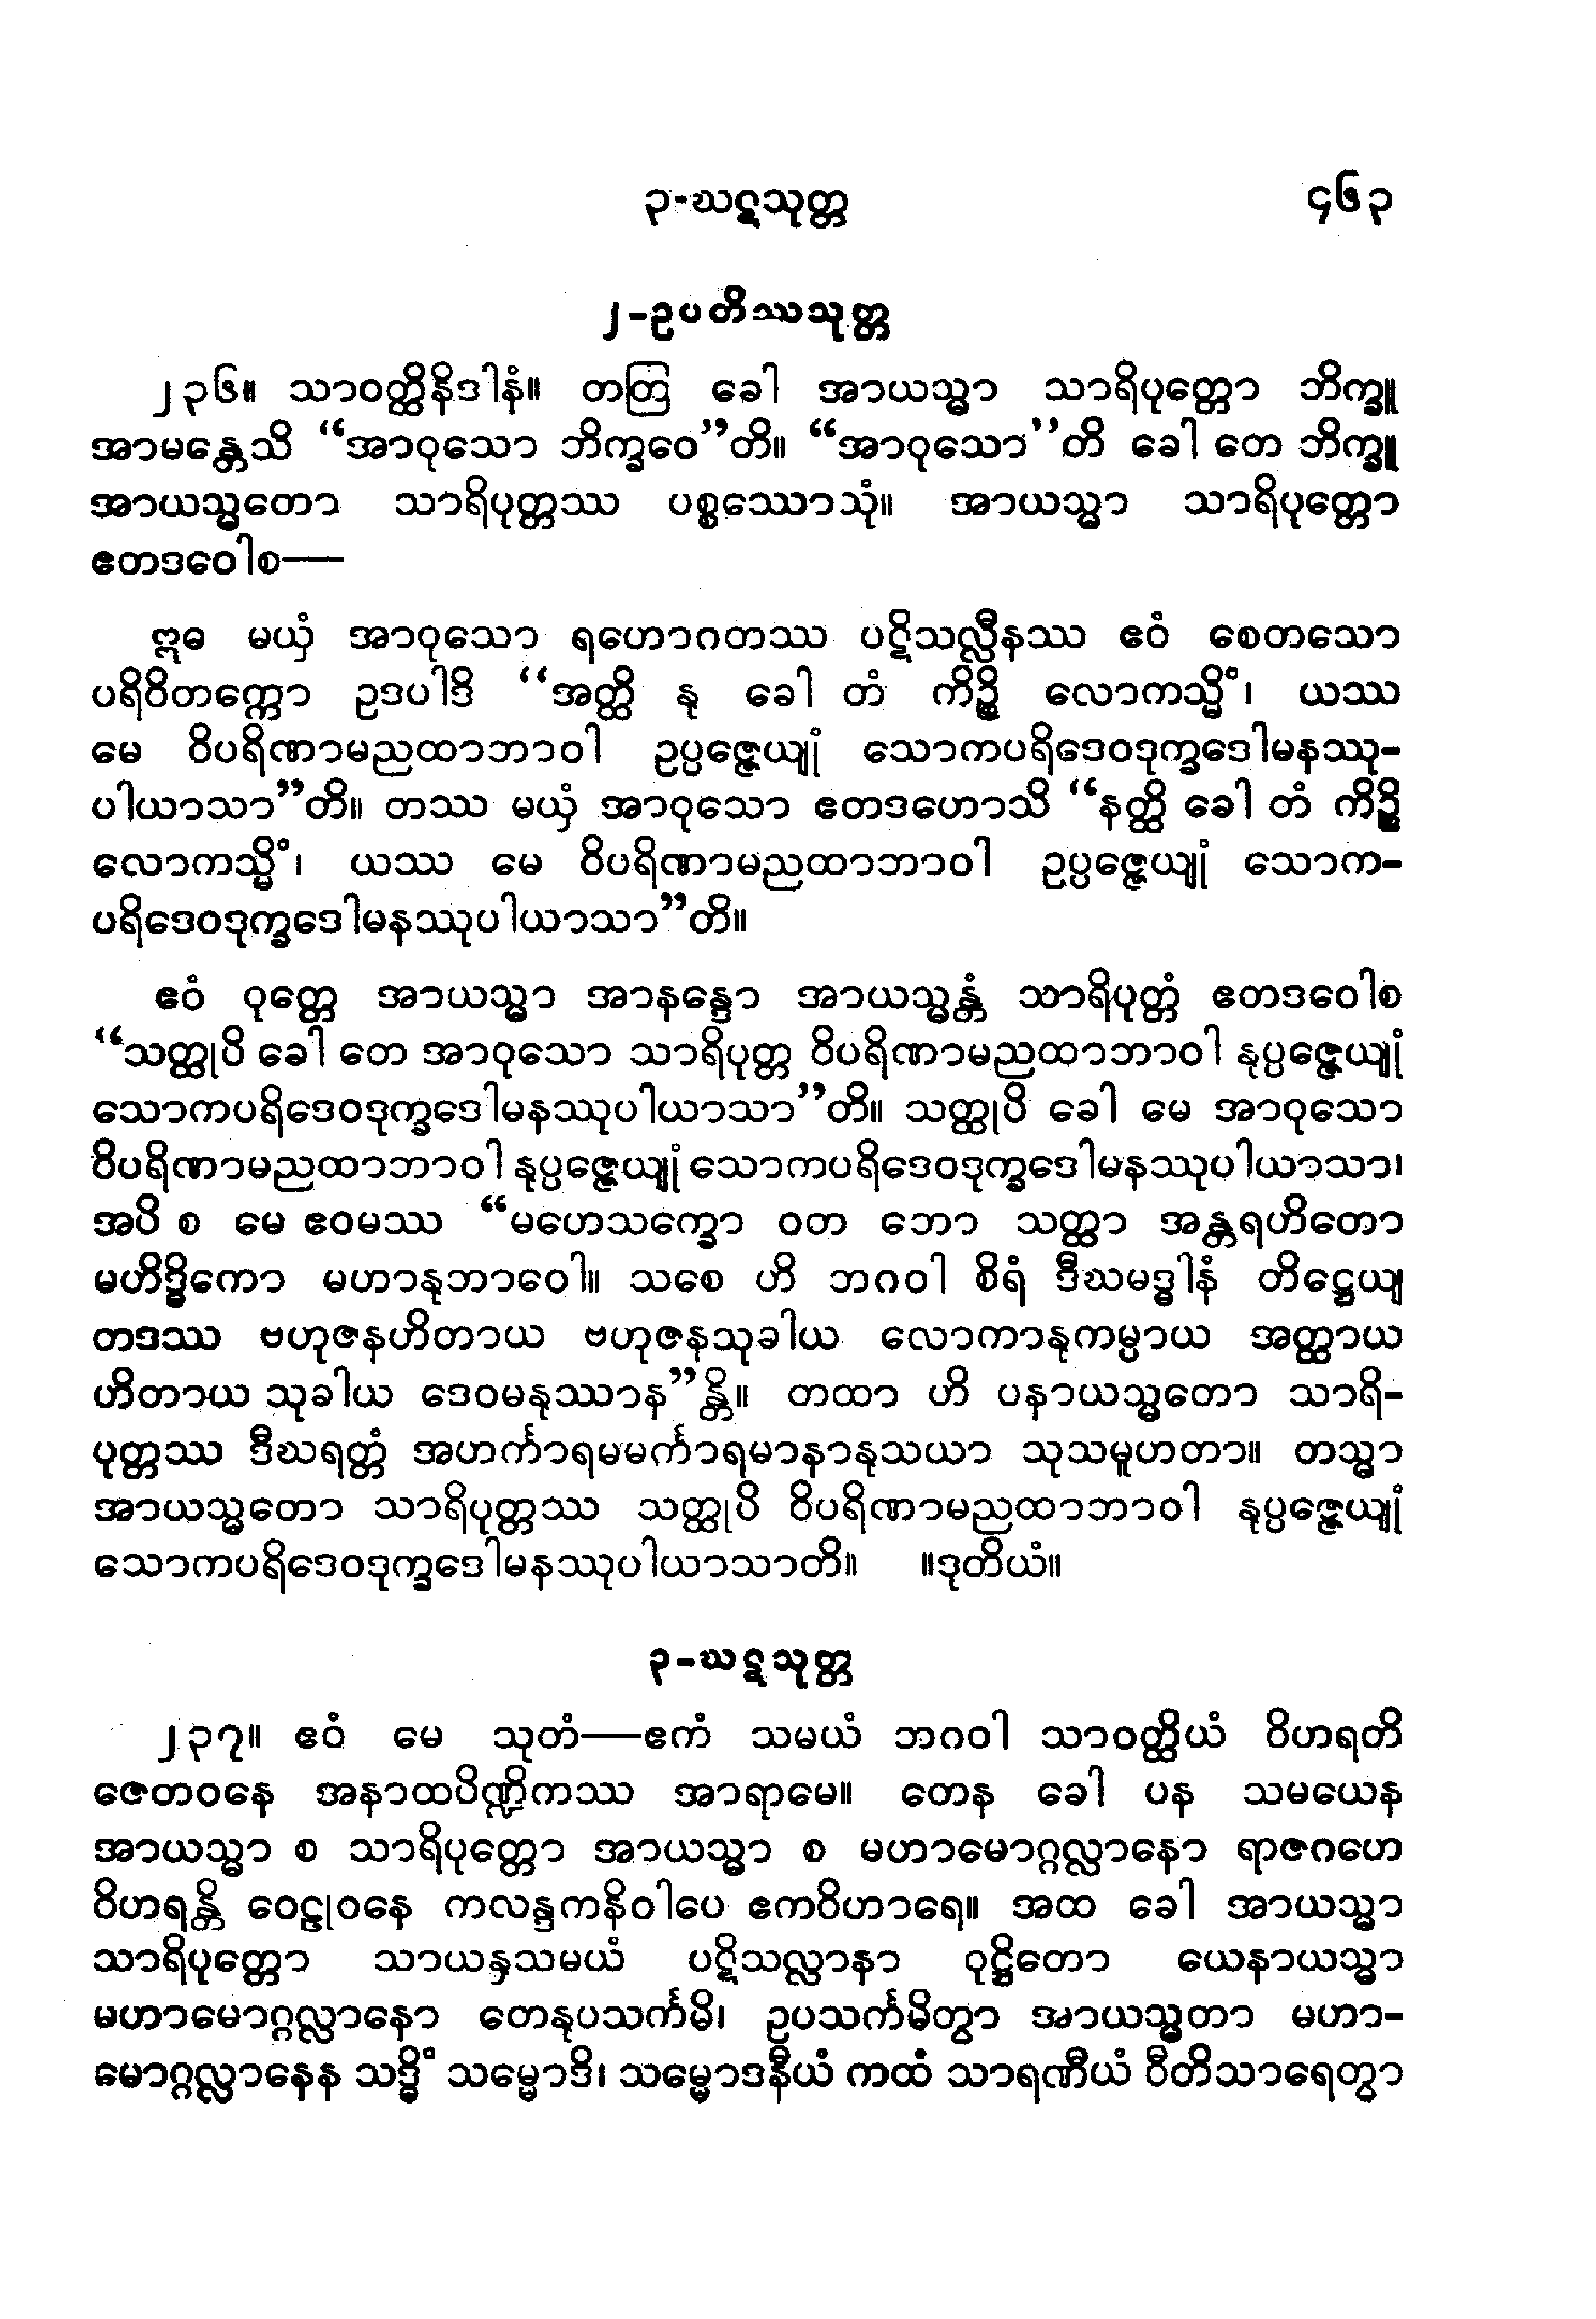 ၃-ဃဋသုတ္တ ၄၆၃
၂-ဥပတိဿသုတ္တ
၂၃၆။ သာဝတ္ထိနိဒါနံ။ တတြ ခေါ အာယသ္မာ သာရိပုတ္တော ဘိက္ခူ
အာမန္တေသိ “အာဝုသော ဘိက္ခဝေ”တိ။ “အာဝုသော”တိ ခေါ တေ ဘိက္ခူ
အာယသ္မတော သာရိပုတ္တဿ ပစ္စဿောသုံ။ အာယသ္မာ သာရိပုတ္တော
ဧတဒဝေါစ—
ဣဓ မယှံ အာဝုသော ရဟောဂတဿ ပဋိသလ္လီနဿ ဧဝံ စေတသော
ပရိဝိတက္ကော ဥဒပါဒိ “အတ္ထိ နု ခေါ တံ ကိဉ္စိ လောကသ္မိံ၊ ယဿ
မေ ဝိပရိဏာမညထာဘာဝါ ဥပ္ပဇ္ဇေယျုံ သောကပရိဒေဝဒုက္ခဒေါမနဿု-
ပါယာသာ”တိ။ တဿ မယှံ အာဝုသော ဧတဒဟောသိ “နတ္ထိ ခေါ တံ ကိဉ္စိ
လောကသ္မိံ၊ ယဿ မေ ဝိပရိဏာမညထာဘာဝါ ဥပ္ပဇ္ဇေယျုံ သောက-
ပရိဒေဝဒုက္ခဒေါမနဿုပါယာသာ”တိ။
ဧဝံ ဝုတ္တေ အာယသ္မာ အာနန္ဒော အာယသ္မန္တံ သာရိပုတ္တံ ဧတဒဝေါစ
“သတ္ထုပိ ခေါ တေ အာဝုသော သာရိပုတ္တ ဝိပရိဏာမညထာဘာဝါ နုပ္ပဇ္ဇေယျုံ
သောကပရိဒေဝဒုက္ခဒေါမနဿုပါယာသာ”တိ။ သတ္ထုပိ ခေါ မေ အာဝုသော
ဝိပရိဏာမညထာဘာဝါ နုပ္ပဇ္ဇေယျုံ သောကပရိဒေဝဒုက္ခဒေါမနဿုပါယာသာ၊
အပိ စ မေ ဧဝမဿ “မဟေသက္ခော ဝတ ဘော သတ္ထာ အန္တရဟိတော
မဟိဒ္ဓိကော မဟာနုဘာဝေါ။ သစေ ဟိ ဘဂဝါ စိရံ ဒီဃမဒ္ဓါနံ တိဋ္ဌေယျ
တဒဿ ဗဟုဇနဟိတာယ ဗဟုဇနသုခါယ လောကာနုကမ္ပာယ အတ္ထာယ
ဟိတာယ သုခါယ ဒေဝမနုဿာန”န္တိ။ တထာ ဟိ ပနာယသ္မတော သာရိ-
ပုတ္တဿ ဒီဃရတ္တံ အဟင်္ကာရမမင်္ကာရမာနာနုသယာ သုသမူဟတာ။ တသ္မာ
အာယသ္မတော သာရိပုတ္တဿ သတ္ထုပိ ဝိပရိဏာမညထာဘာဝါ နုပ္ပဇ္ဇေယျုံ
သောကပရိဒေဝဒုက္ခဒေါမနဿုပါယာသာတိ။ ။ဒုတိယံ။
၃-ဃဋသုတ္တ
၂၃၇။ ဧဝံ မေ သုတံ—ဧကံ သမယံ ဘဂဝါ သာဝတ္ထိယံ ဝိဟရတိ
ဇေတဝနေ အနာထပိဏ္ဍိကဿ အာရာမေ။ တေန ခေါ ပန သမယေန
အာယသ္မာ စ သာရိပုတ္တော အာယသ္မာ စ မဟာမောဂ္ဂလ္လာနော ရာဇဂဟေ
ဝိဟရန္တိ ဝေဠုဝနေ ကလန္ဒကနိဝါပေ ဧကဝိဟာရေ။ အထ ခေါ အာယသ္မာ
သာရိပုတ္တော သာယနှသမယံ ပဋိသလ္လာနာ ဝုဋ္ဌိတော ယေနာယသ္မာ
မဟာမောဂ္ဂလ္လာနော တေနုပသင်္ကမိ၊ ဥပသင်္ကမိတွာ အာယသ္မတာ မဟာ-
မောဂ္ဂလ္လာနေန သဒ္ဓိံ သမ္မောဒိ၊ သမ္မောဒနီယံ ကထံ သာရဏီယံ ဝီတိသာရေတွာ